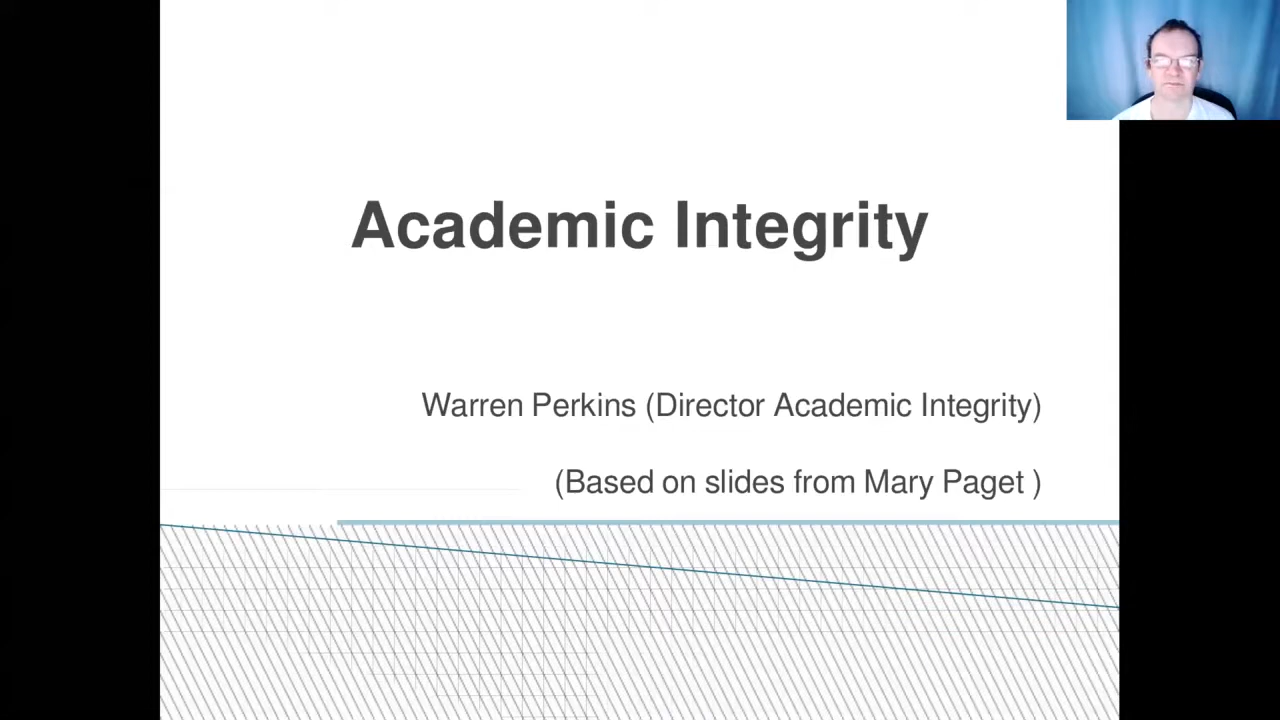 Academic Integrity
Warren Perkins (Director Academic Integrity)
(Based on slides from Mary Paget )